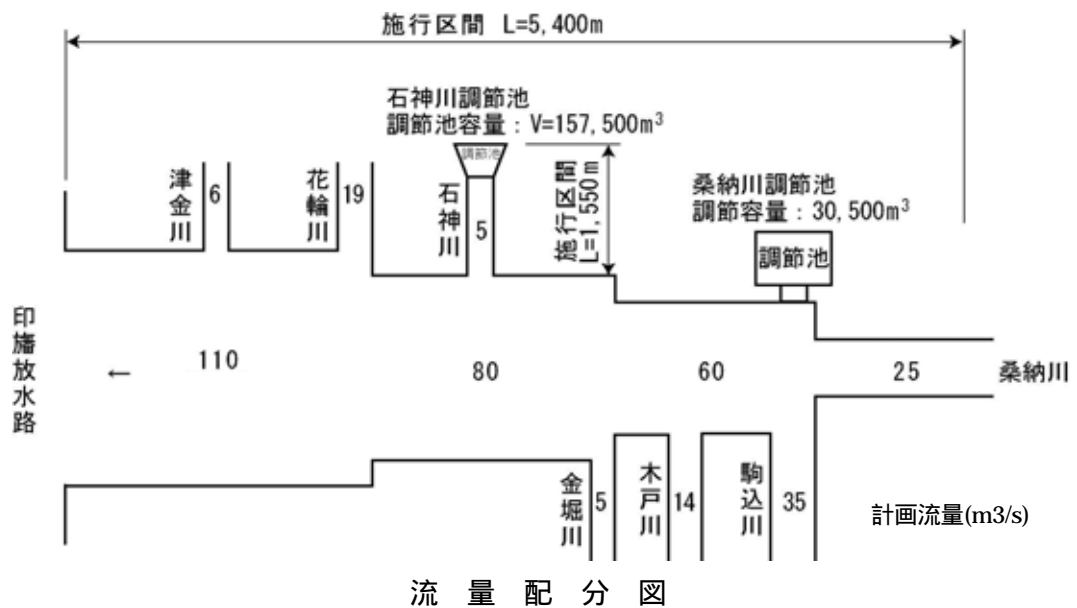 施行区間 L=5,400m
石神川調節池
調節池容量：V=157,500m³
調節池
津金川
6
花輪川
19
石神川
5
施行区間
L=1,550m
桑納川調節池
調節容量：30,500m³
調節池
印旛放水路
←
110
80
60
25
桑納川
金堀川
5
木戸川
14
駒込川
35
計画流量(m3/s)
流量配分図